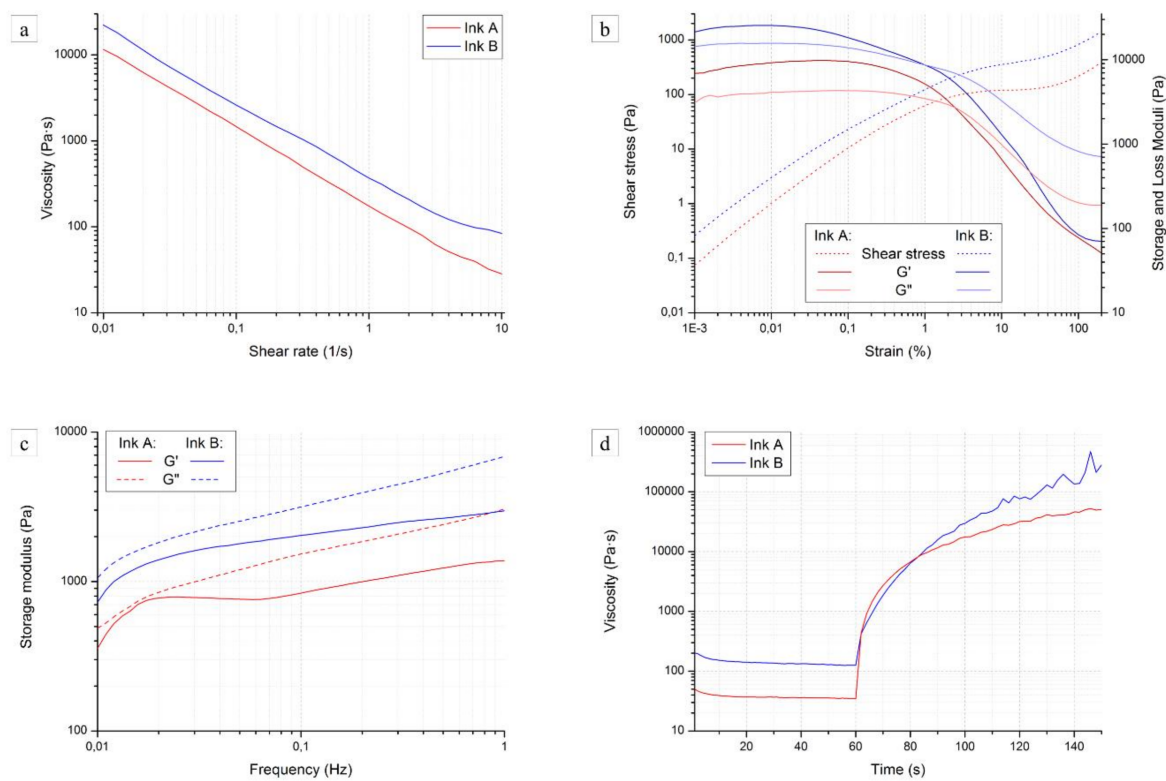 a
Viscosity (Pa·s)
10000
1000
100
10
0,01
0,1
1
10
Shear rate (1/s)
Ink A
Ink B
b
Shear stress (Pa)
1000
100
10
1
0,1
0,01
1E-3
0,01
0,1
1
10
100
Strain (%)
10000
1000
100
10
Storage and Loss Moduli (Pa)
Ink A: Ink B:
Shear stress
G'
G"
c
Storage modulus (Pa)
10000
1000
100
0,01
0,1
1
Frequency (Hz)
Ink A: Ink B:
G'
G"
d
Viscosity (Pa·s)
1000000
100000
10000
1000
100
10
20
40
60
80
100
120
140
Time (s)
Ink A
Ink B